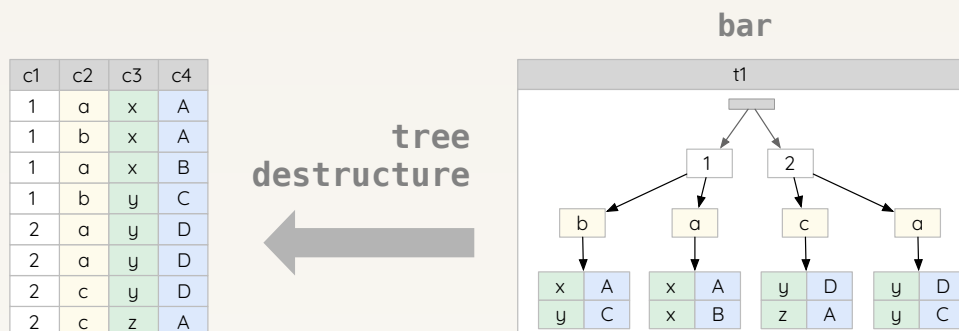 bar
c1 c2 c3 c4
1 a x A
1 b x A
1 a x B
1 b y C
2 a y D
2 a y D
2 c y D
2 c z A
tree
destructure
t1
1 2
b a c a
x A x A y D y D
y C x B z A y C